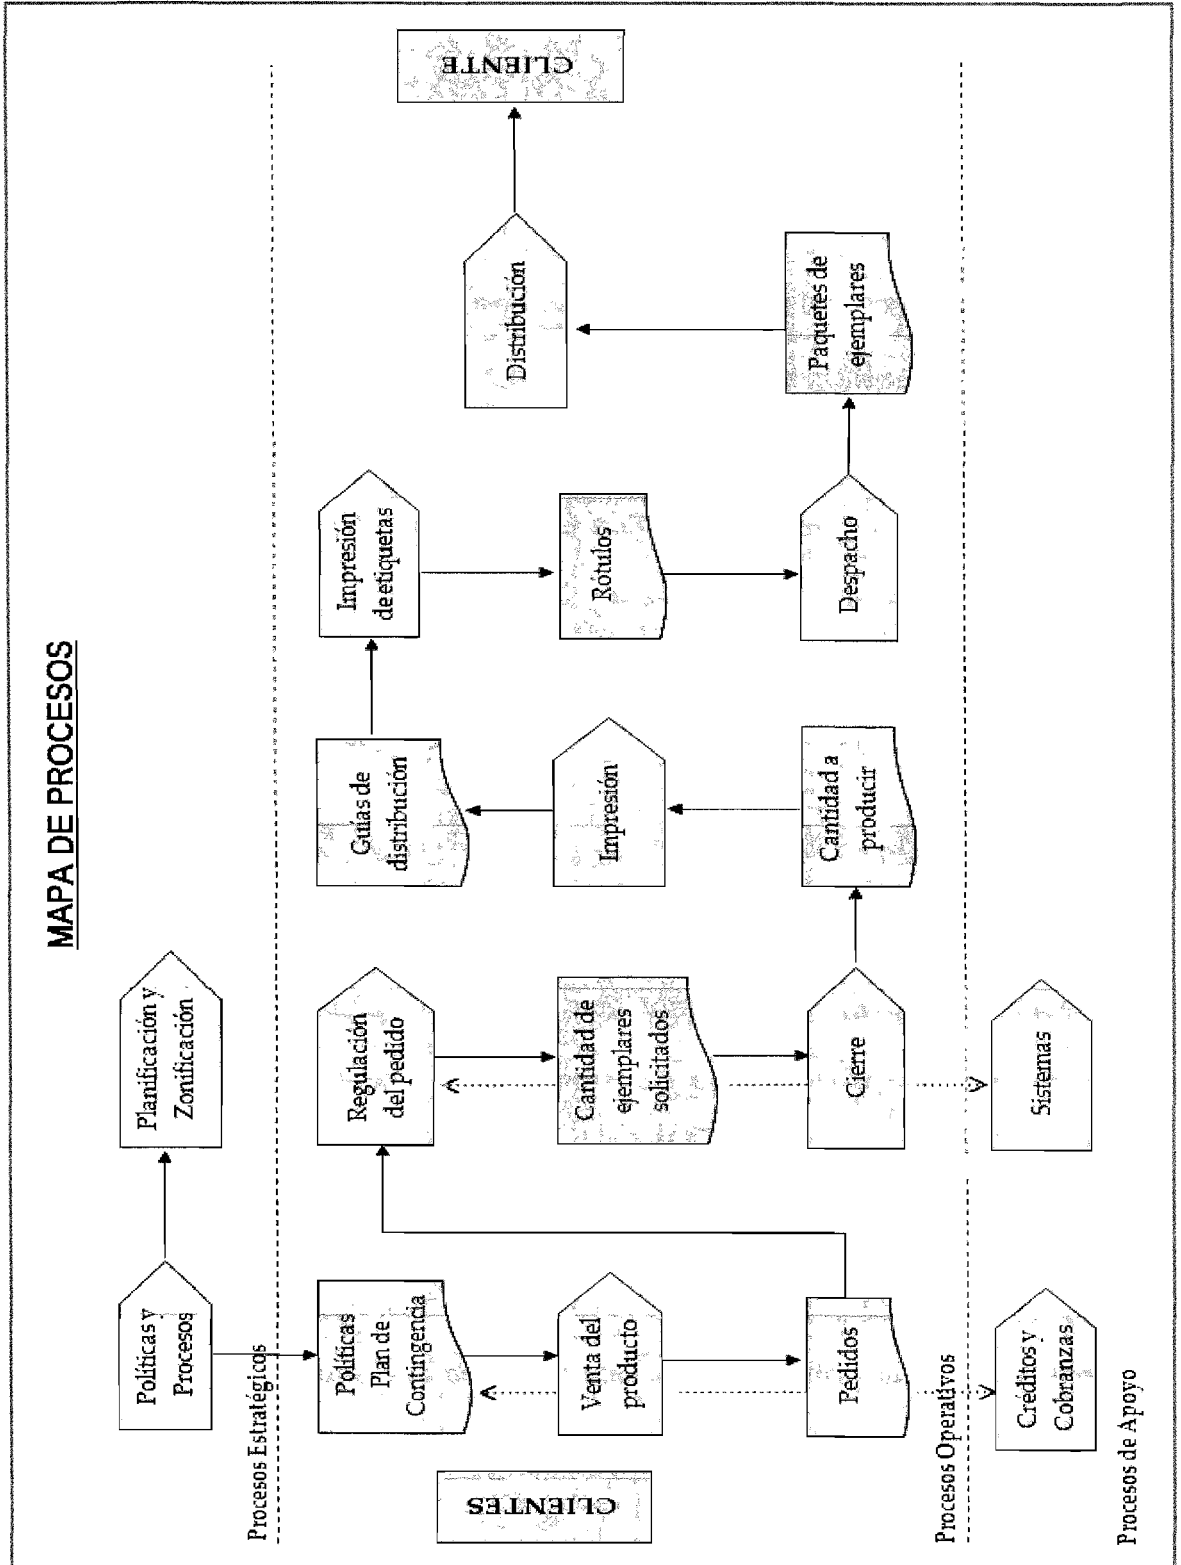 MAPA DE PROCESOS
Políticas y
Procesos
Planificación y
Zonificación
Procesos Estratégicos
CLIENTES
Políticas
Plan de
Contingencia
Venta del
producto
Pedidos
Regulación
del pedido
Cantidad de
ejemplares
solicitados
Cierre
Guías de
distribución
Impresión
Cantidad a
producir
Impresión
de etiquetas
Rótulos
Despacho
Distribución
Paquetes de
ejemplares
CLIENTE
Procesos Operativos
Créditos y
Cobranzas
Sistemas
Procesos de Apoyo